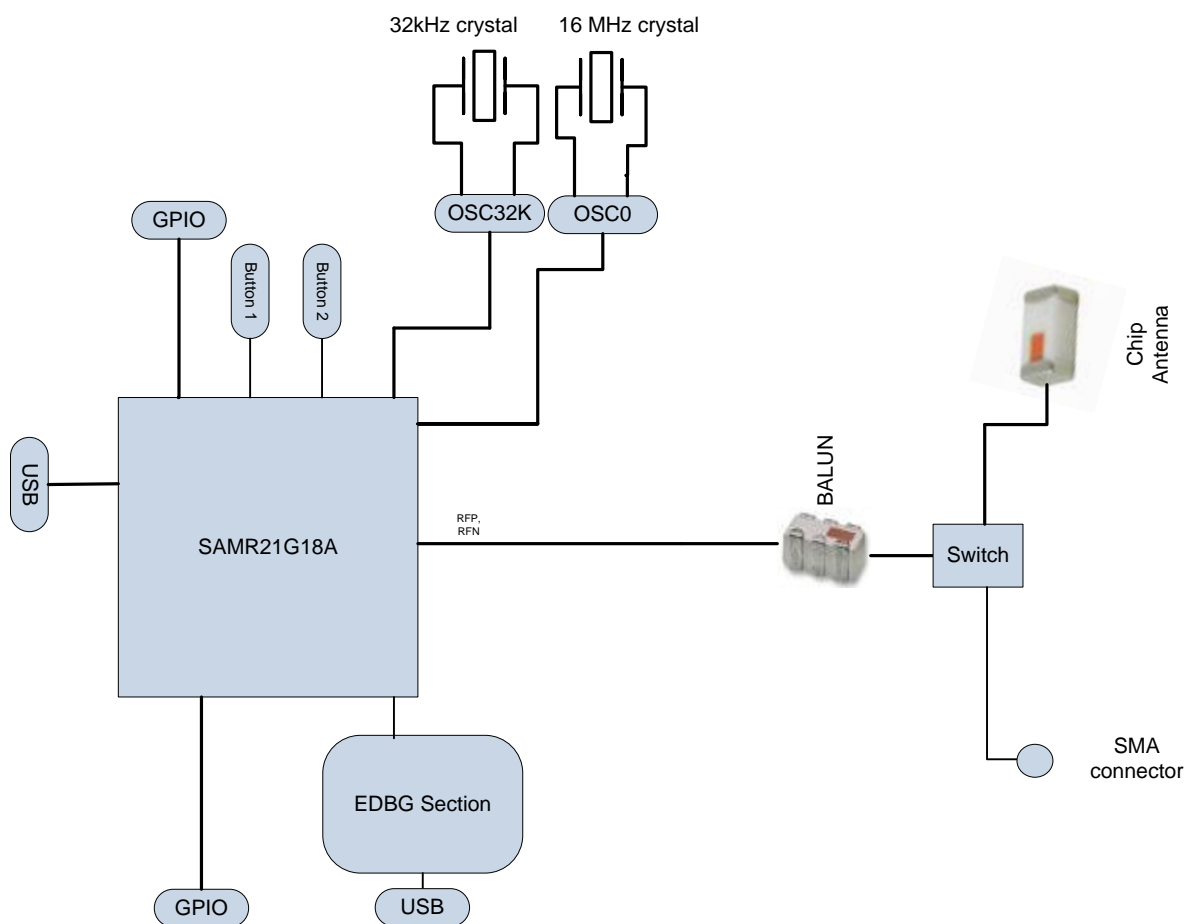 32kHz crystal
16 MHz crystal
OSC32K
OSC0
GPIO
Button 1
Button 2
Chip
Antenna
USB
BALUN
RFP,
RFN
SAMR21G18A
Switch
SMA
connector
EDBG Section
GPIO
USB